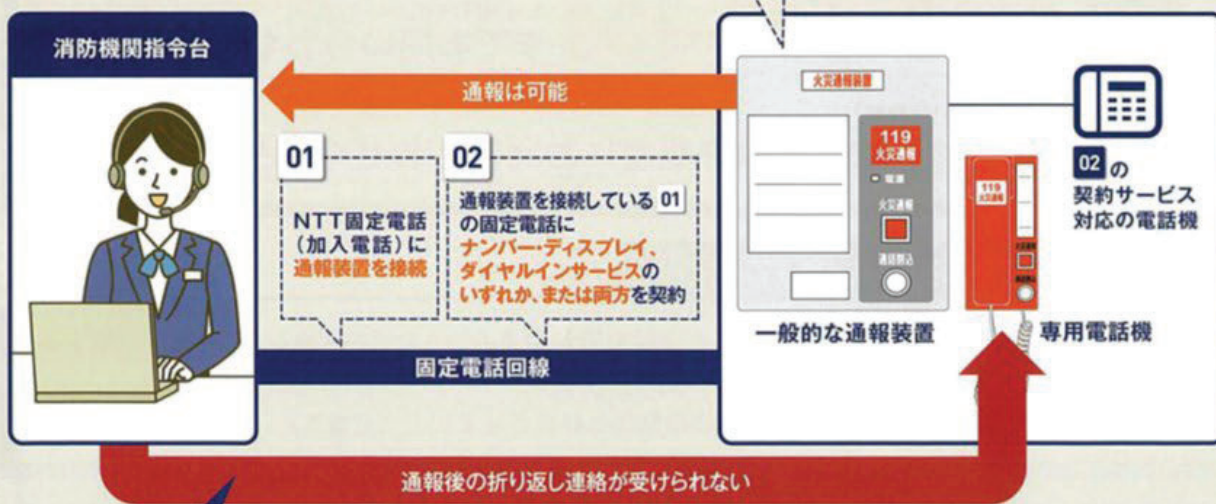 消防機関指令台
通報は可能
01
NTT固定電話
(加入電話)に
通報装置を接続
02
通報装置を接続している 01
の固定電話に
ナンバー・ディスプレイ、
ダイヤルインサービスの
いずれか、または両方を契約
固定電話回線
火災通報装置
119
火災通報
電源
火災通報
通話割込
一般的な通報装置
119
火災通報
火災通報
専用電話機
02 の
契約サービス
対応の電話機
通報後の折り返し連絡が受けられない